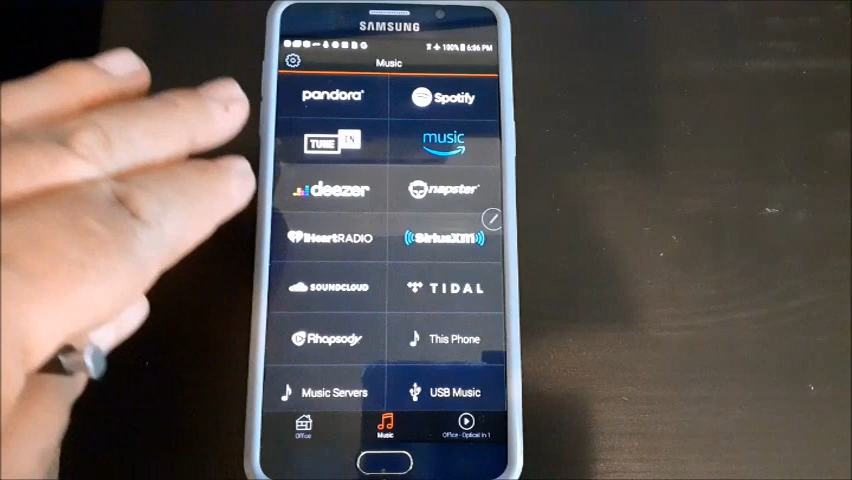 SAMSUNG
100% 6:06 PM
Music
pandora
Spotify
TUNE IN
music
deezer
napster
iHeartRADIO
SiriusXM
SOUNDCLOUD
TIDAL
Rhapsody
This Phone
Music Servers
USB Music
Office
Music
Office - Optical In 1